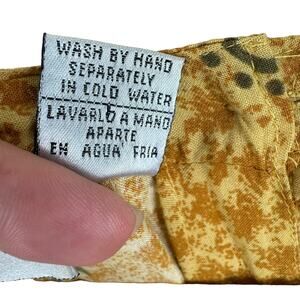 WASH BY HAND
SEPARATELY
IN COLD WATER
LAVARLO A MANO
APARTE
EN AGUA' FRIA